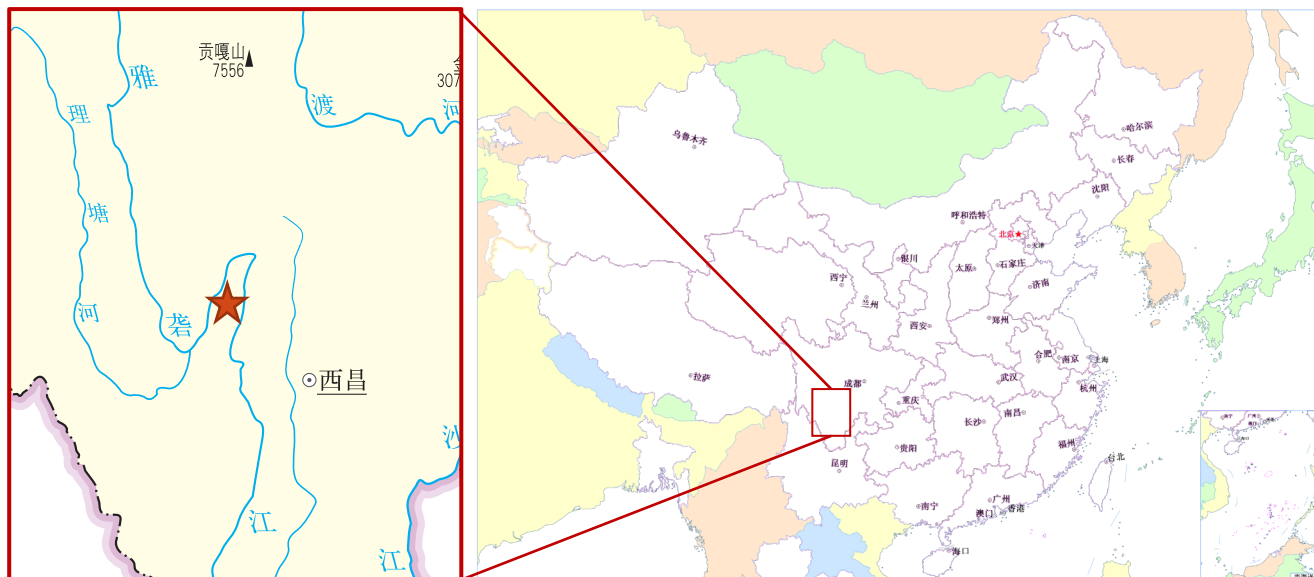 贡嘎山
7556
雅
理
塘
河
渡
河
307
砻
西昌
沙
江
江
乌鲁木齐
哈尔滨
长春
沈阳
呼和浩特
北京
天津
石家庄
太原
银川
西宁
兰州
济南
郑州
西安
合肥
南京
上海
杭州
武汉
成都
重庆
拉萨
长沙
南昌
贵阳
福州
昆明
台北
南宁
广州
澳门
香港
海口